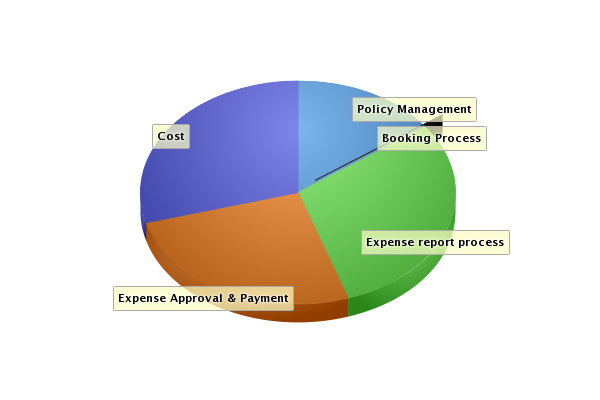 Policy Management
Cost
Booking Process
Expense report process
Expense Approval & Payment